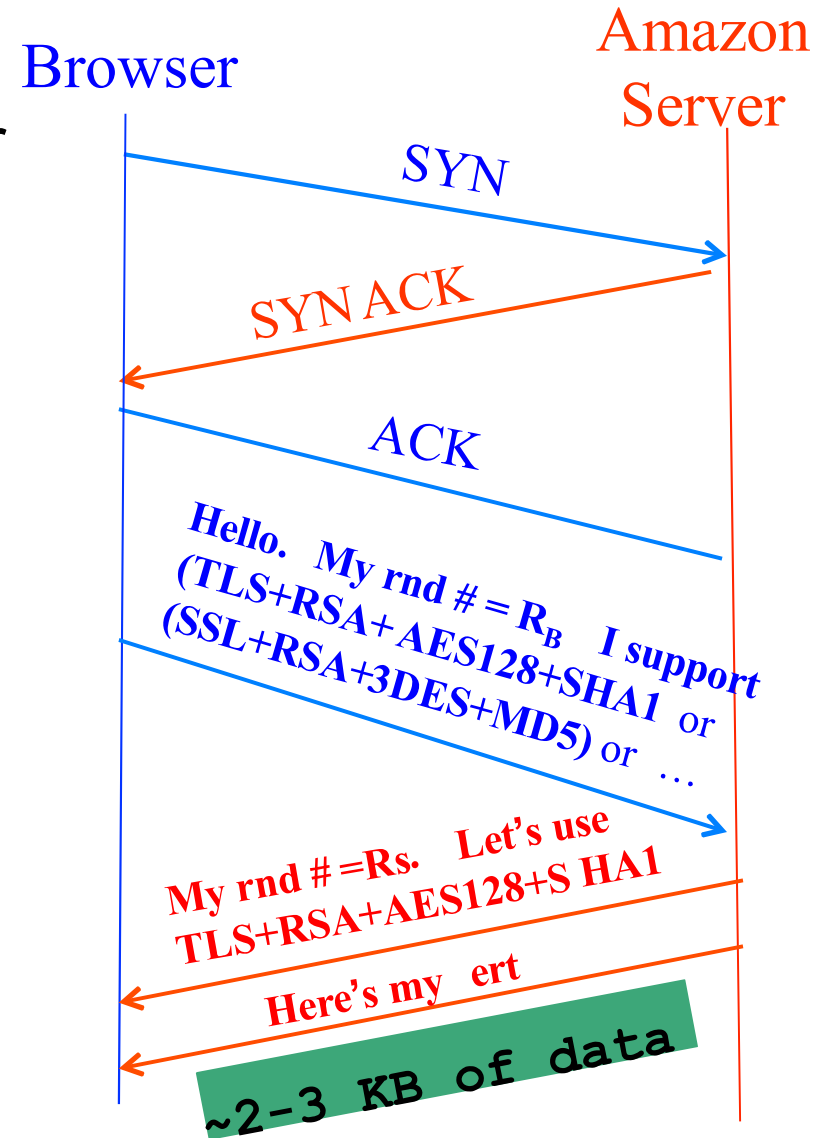 Browser
Amazon
Server
SYN
SYN ACK
ACK
Hello. My rnd # = R_B I support
(TLS+RSA+ AES128+SHA1 or
(SSL+RSA+3DES+MD5) or …
My rnd # =Rs. Let’s use
TLS+RSA+AES128+S HA1
Here’s my ert
~2-3 KB of data